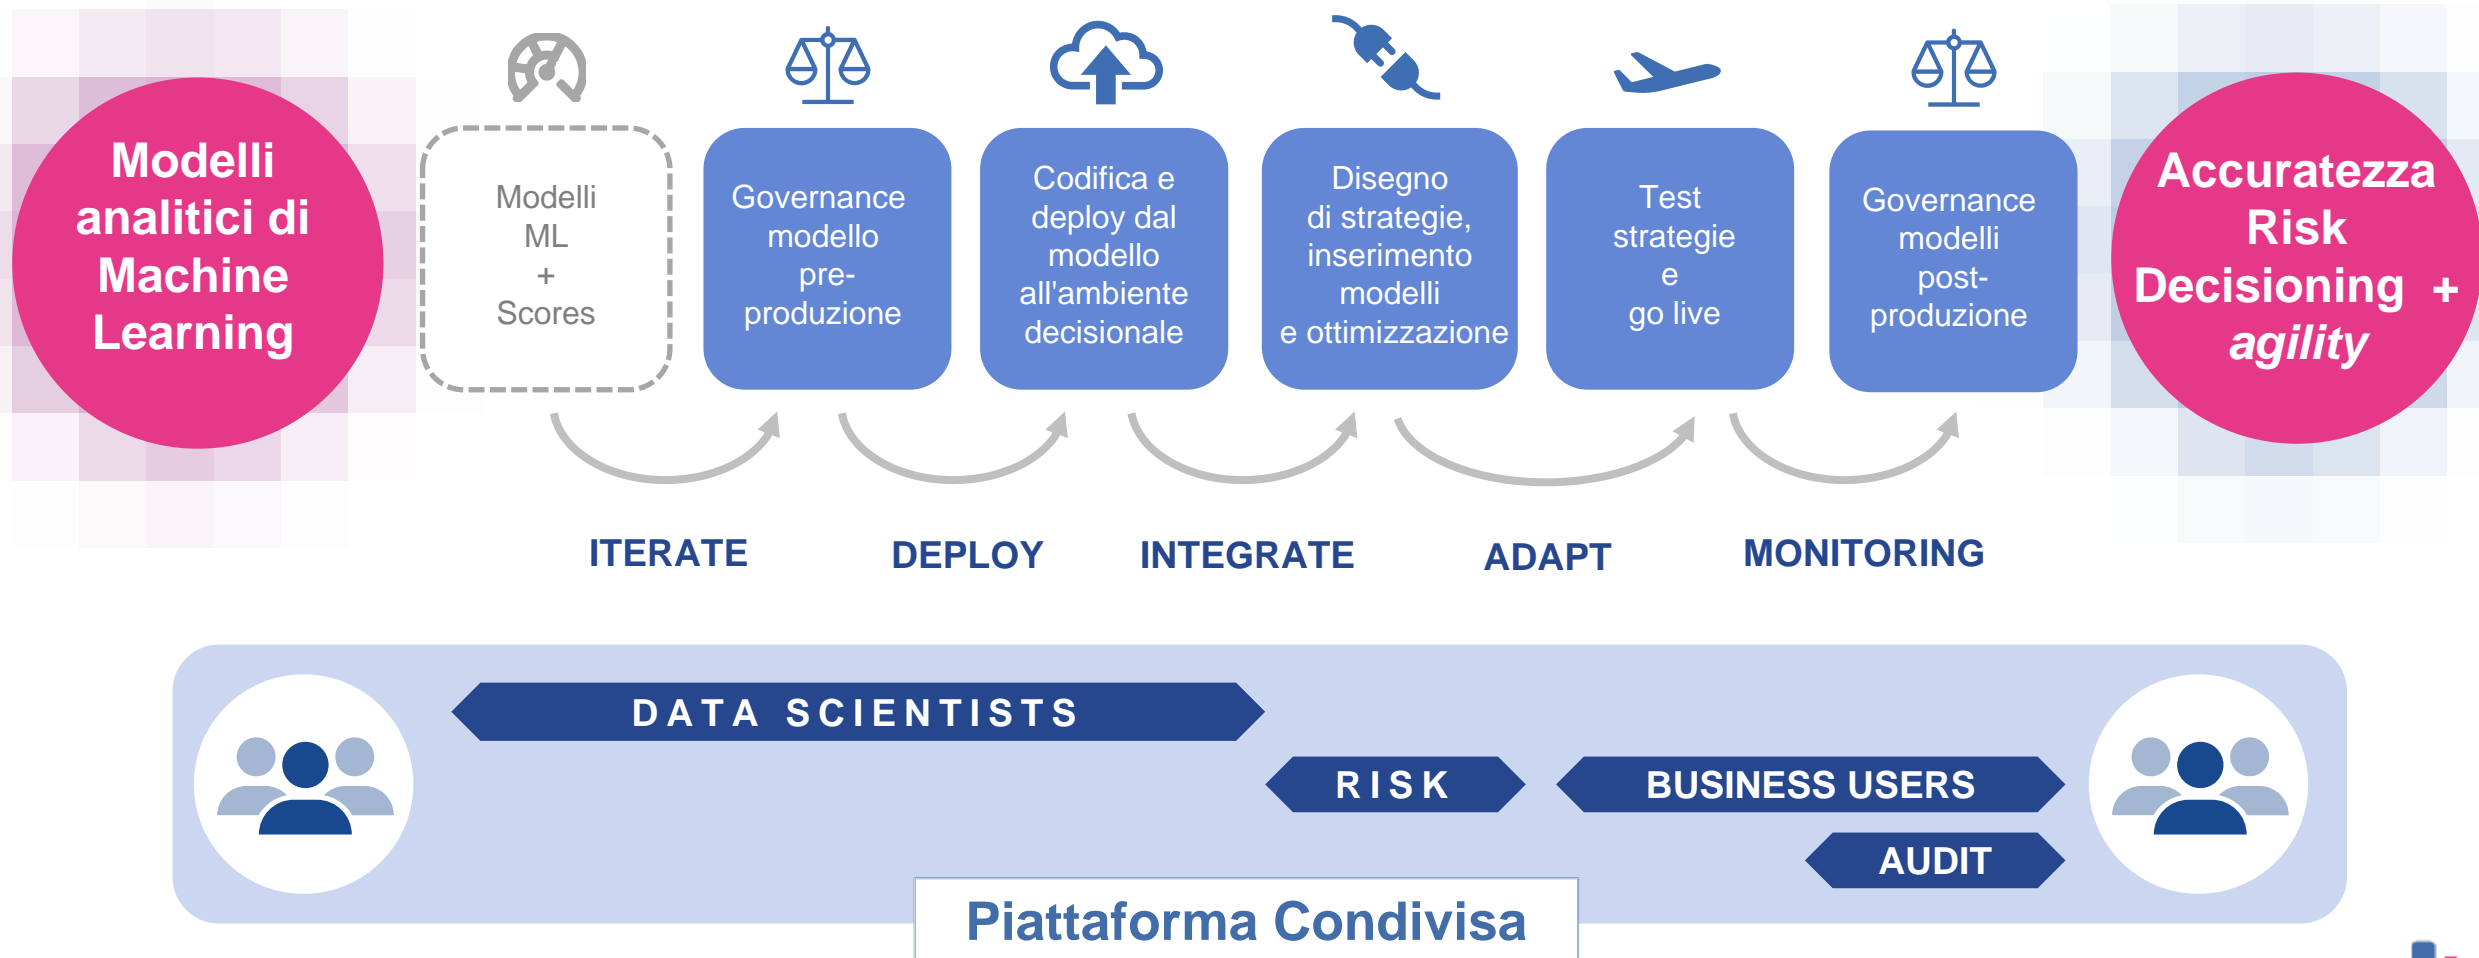 Modelli
analitici di
Machine
Learning
Modelli
ML
+
Scores
Governance
modello
pre-
produzione
Codifica e
deploy dal
modello
all'ambiente
decisionale
Disegno
di strategie,
inserimento
modelli
e ottimizzazione
Test
strategie
e
go live
Governance
modelli
post-
produzione
Accuratezza
Risk
Decisioning +
agility
ITERATE
DEPLOY
INTEGRATE
ADAPT
MONITORING
DATA SCIENTISTS
RISK
BUSINESS USERS
AUDIT
Piattaforma Condivisa